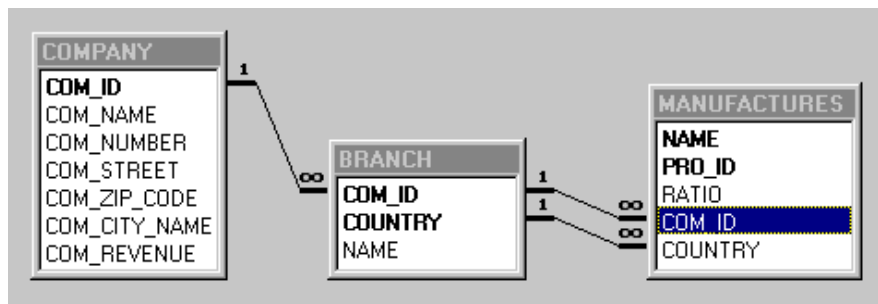 COMPANY
COM_ID
COM_NAME
COM_NUMBER
COM_STREET
COM_ZIP_CODE
COM_CITY_NAME
COM_REVENUE
1
∞
BRANCH
COM_ID
COUNTRY
NAME
1
1
∞
∞
MANUFACTURES
NAME
PRO_ID
RATIO
COM_ID
COUNTRY